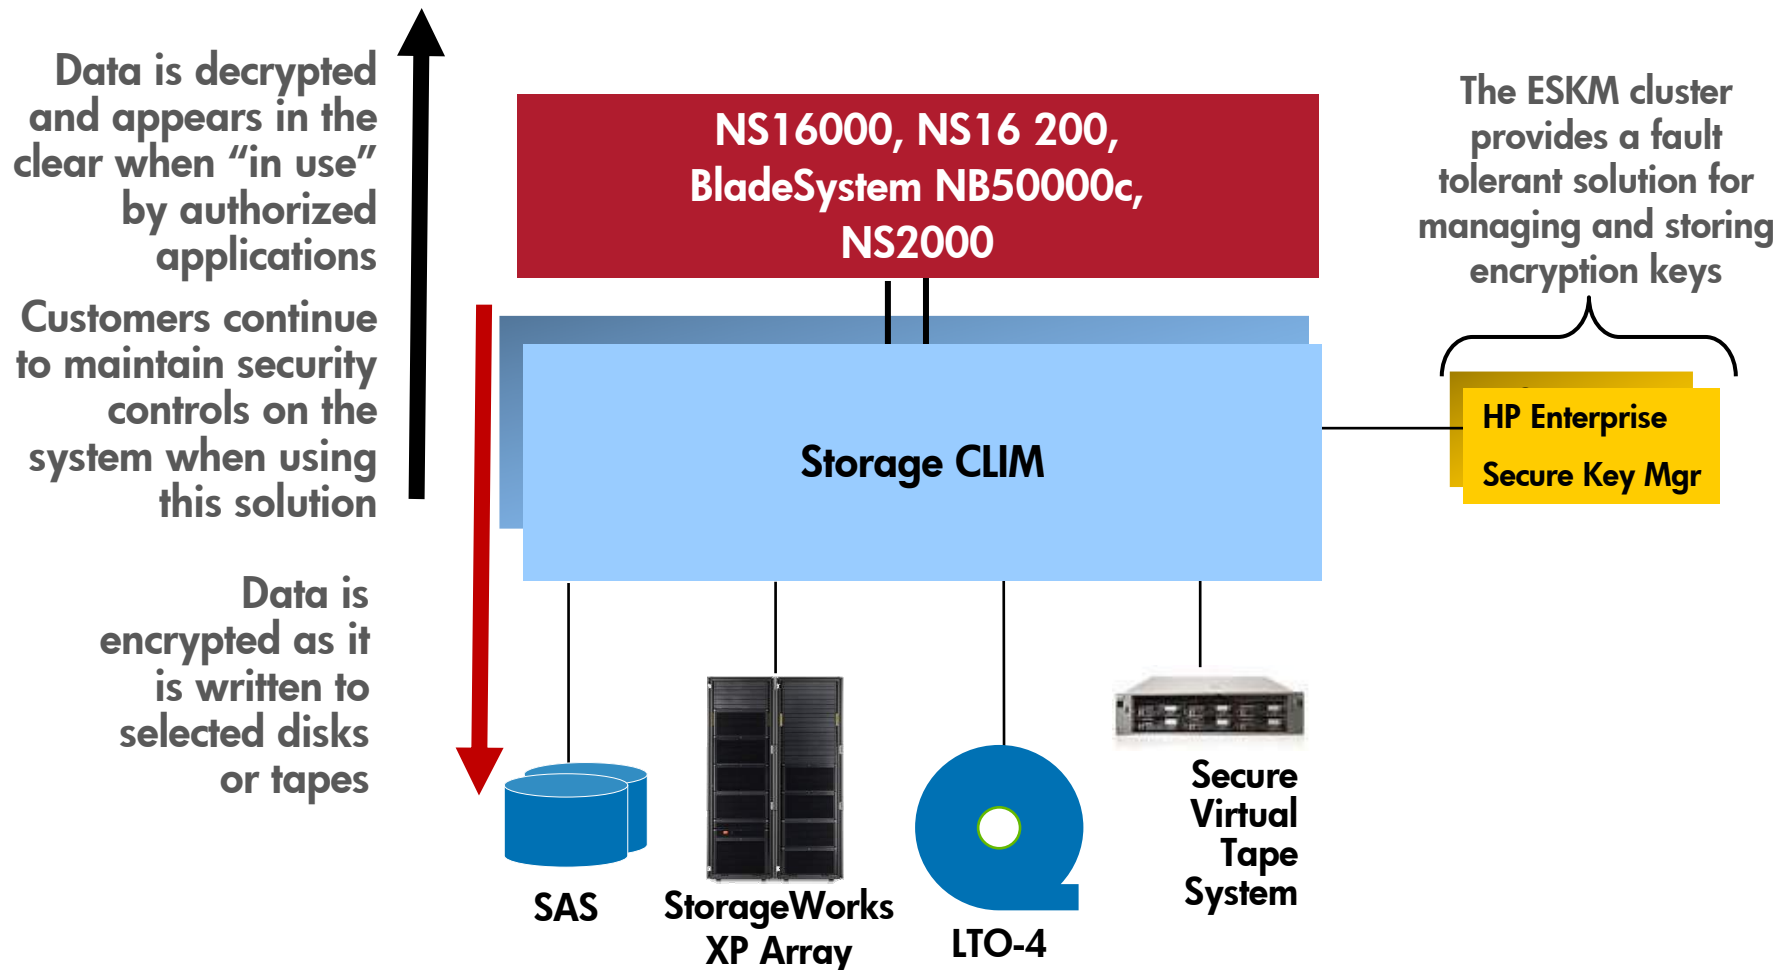 Data is decrypted
and appears in the
clear when “in use”
by authorized
applications
Customers continue
to maintain security
controls on the
system when using
this solution
Data is
encrypted as it
is written to
selected disks
or tapes
NS16000, NS16 200,
BladeSystem NB50000c,
NS2000
Storage CLIM
The ESKM cluster
provides a fault
tolerant solution for
managing and storing
encryption keys
HP Enterprise
Secure Key Mgr
SAS
StorageWorks
XP Array
LTO-4
Secure
Virtual
Tape
System